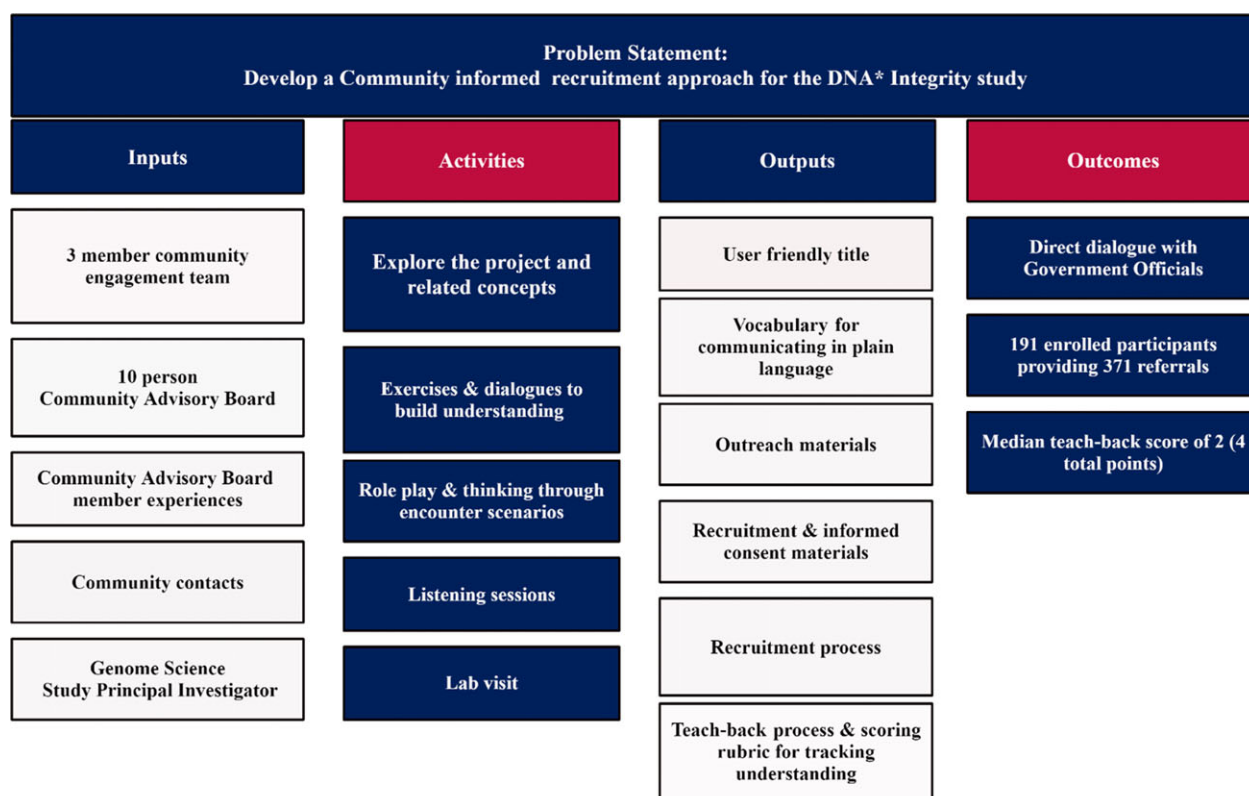 Problem Statement:
Develop a Community informed recruitment approach for the DNA* Integrity study
Inputs
3 member community
engagement team
10 person
Community Advisory Board
Community Advisory Board
member experiences
Community contacts
Genome Science
Study Principal Investigator
Activities
Explore the project and
related concepts
Exercises & dialogues to
build understanding
Role play & thinking through
encounter scenarios
Listening sessions
Lab visit
Outputs
User friendly title
Vocabulary for
communicating in plain
language
Outreach materials
Recruitment & informed
consent materials
Recruitment process
Teach-back process & scoring
rubric for tracking
understanding
Outcomes
Direct dialogue with
Government Officials
191 enrolled participants
providing 371 referrals
Median teach-back score of 2 (4
total points)